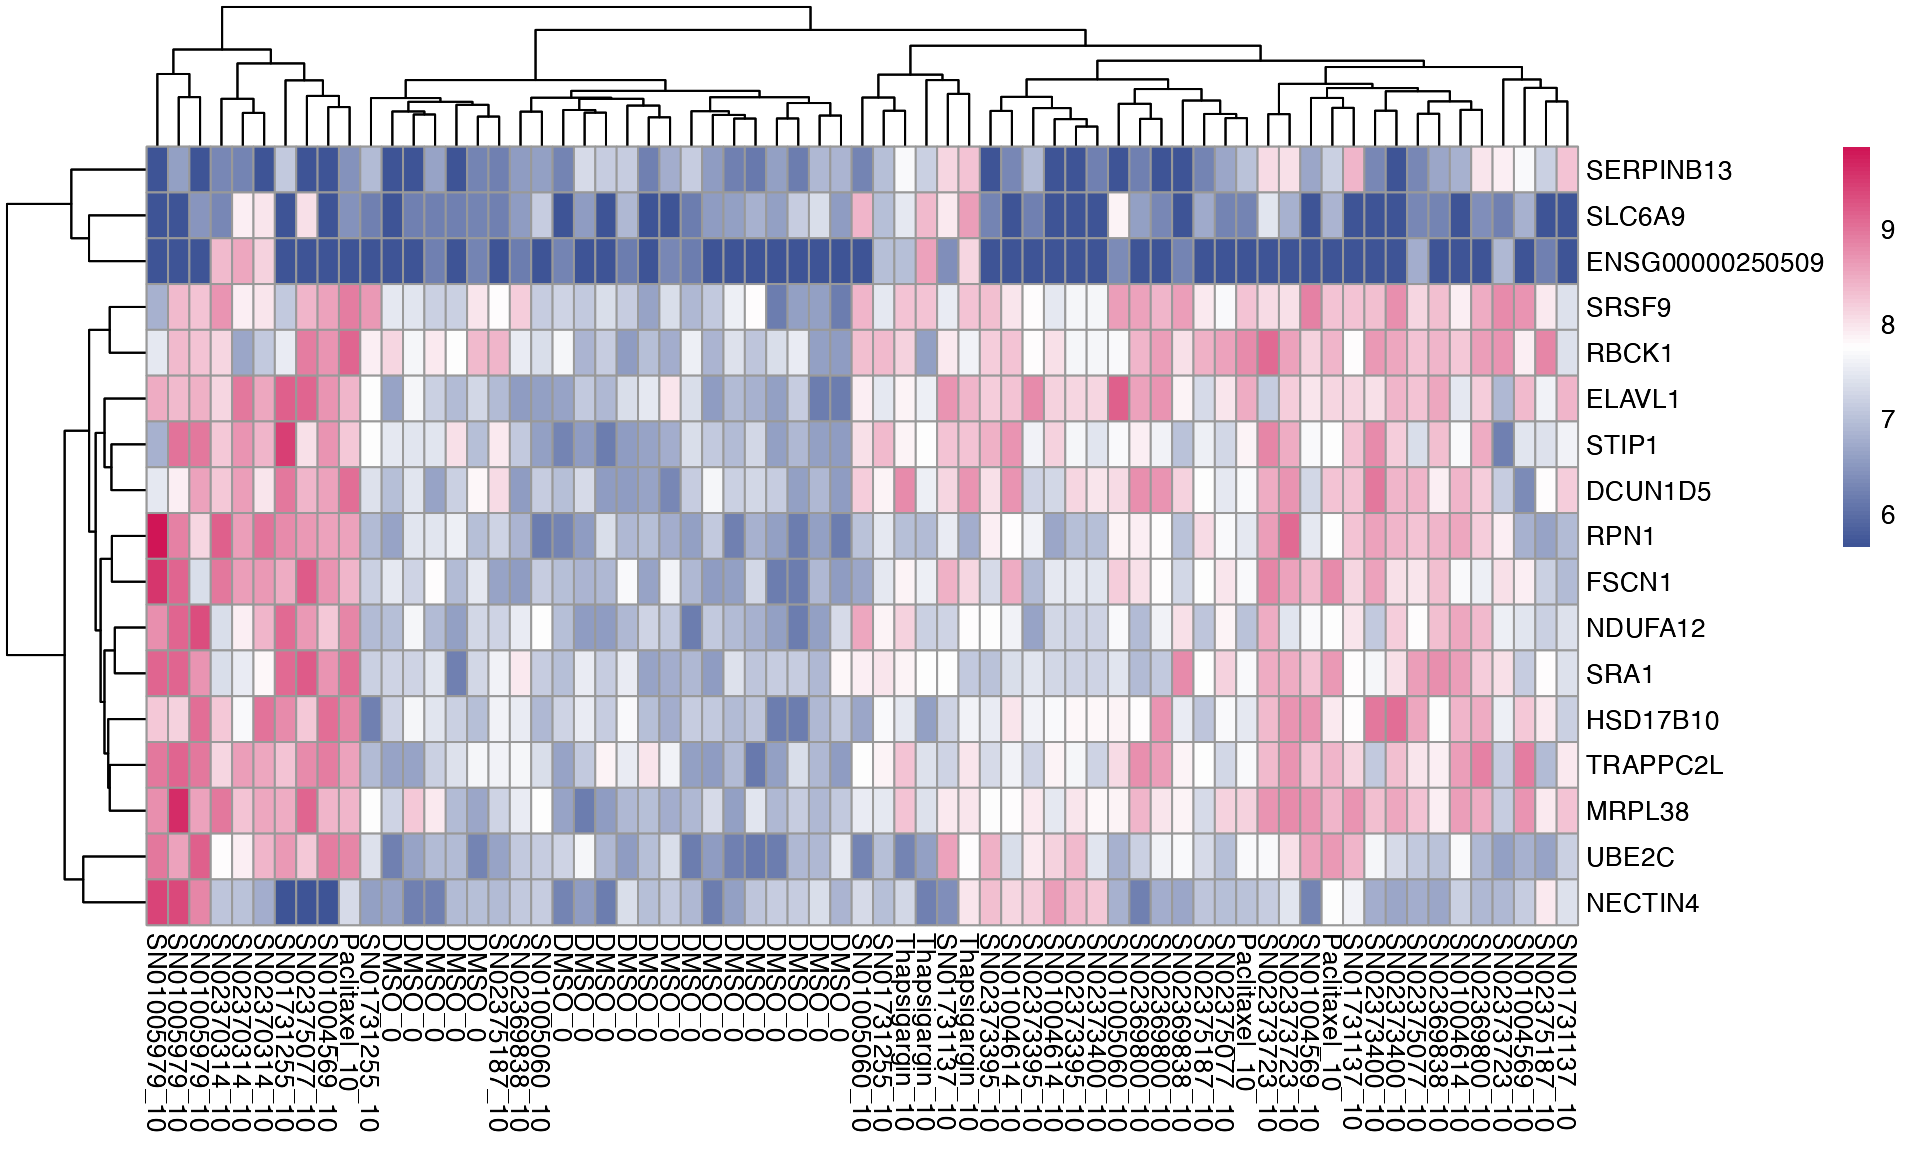 SERPINB13
SLC6A9
ENSG00000250509
SRSF9
RBCK1
ELAVL1
STIP1
DCUN1D5
RPN1
FSCN1
NDUFA12
SRA1
HSD17B10
TRAPPC2L
MRPL38
UBE2C
NECTIN4
9
8
7
6
SN01005979_10
SN01005979_10
SN01005979_10
SN02370314_10
SN02370314_10
SN02370314_10
SN01731255_10
SN02375077_10
SN01004569_10
Paclitaxel_10
SN01731255_10
DMSO_0
DMSO_0
DMSO_0
DMSO_0
DMSO_0
SN02375187_10
SN02369838_10
SN01005060_10
DMSO_0
DMSO_0
DMSO_0
DMSO_0
DMSO_0
DMSO_0
DMSO_0
DMSO_0
DMSO_0
DMSO_0
DMSO_0
DMSO_0
DMSO_0
DMSO_0
SN01005060_10
SN01731255_10
Thapsigargin_10
Thapsigargin_10
SN01731137_10
Thapsigargin_10
SN02373395_10
SN01004614_10
SN02373395_10
SN01004614_10
SN02373395_10
SN02373400_10
SN01005060_10
SN02369800_10
SN02369800_10
SN02369838_10
SN02375187_10
SN02375077_10
Paclitaxel_10
SN02373723_10
SN02373723_10
SN01004569_10
Paclitaxel_10
SN01731137_10
SN02373400_10
SN02373400_10
SN02375077_10
SN02369838_10
SN01004614_10
SN02369800_10
SN02373723_10
SN01004569_10
SN02375187_10
SN01731137_10